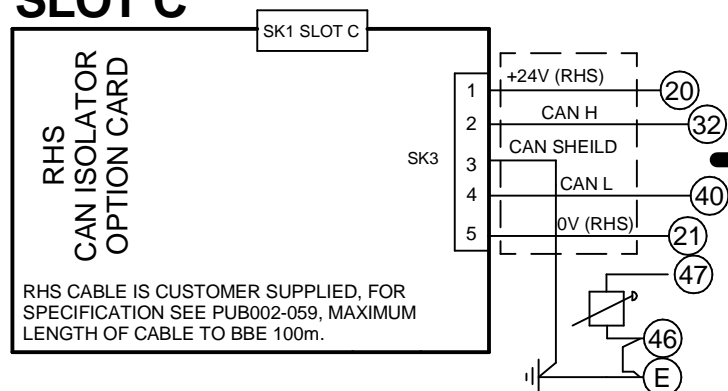 SLOT C
SK1 SLOT C
RHS
CAN ISOLATOR
OPTION CARD
SK3
1
2
3
4
5
+24V (RHS)
CAN H
CAN SHEILD
CAN L
0V (RHS)
20
32
40
21
47
46
E
RHS CABLE IS CUSTOMER SUPPLIED, FOR
SPECIFICATION SEE PUB002-059, MAXIMUM
LENGTH OF CABLE TO BBE 100m.